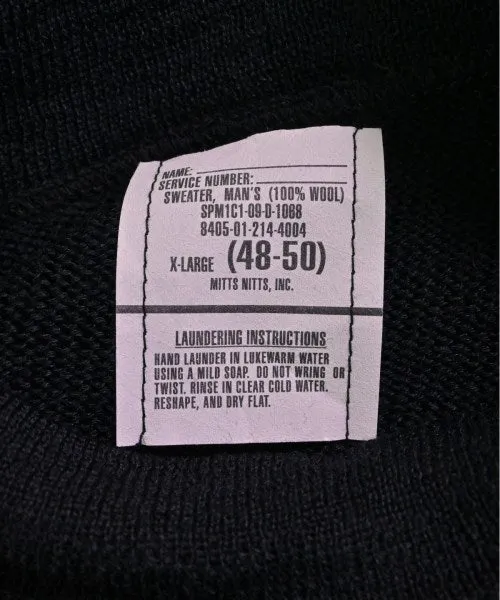 NAME:
SERVICE NUMBER:
SWEATER, MAN'S (100% WOOL)
SPM1C1-09-D-1088
8405-01-214-4004
X-LARGE (48-50)
MITTS NITTS, INC.
LAUNDERING INSTRUCTIONS
HAND LAUNDER IN LUKEWARM WATER
USING A MILD SOAP. DO NOT WRING OR
TWIST. RINSE IN CLEAR COLD WATER.
RESHAPE, AND DRY FLAT.